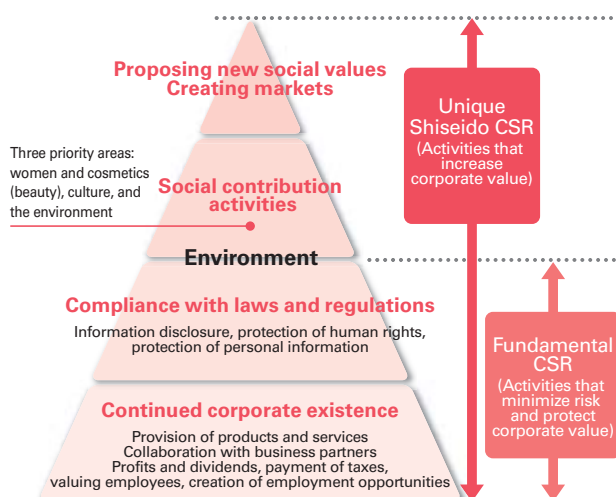 Proposing new social values
Creating markets
Three priority areas:
women and cosmetics
(beauty), culture, and
the environment
Social contribution
activities
Environment
Compliance with laws and regulations
Information disclosure, protection of human rights,
protection of personal information
Continued corporate existence
Provision of products and services
Collaboration with business partners
Profits and dividends, payment of taxes,
valuing employees, creation of employment opportunities
Unique
Shiseido CSR
(Activities that
increase
corporate value)
Fundamental
CSR
(Activities that
minimize risk
and protect
corporate value)